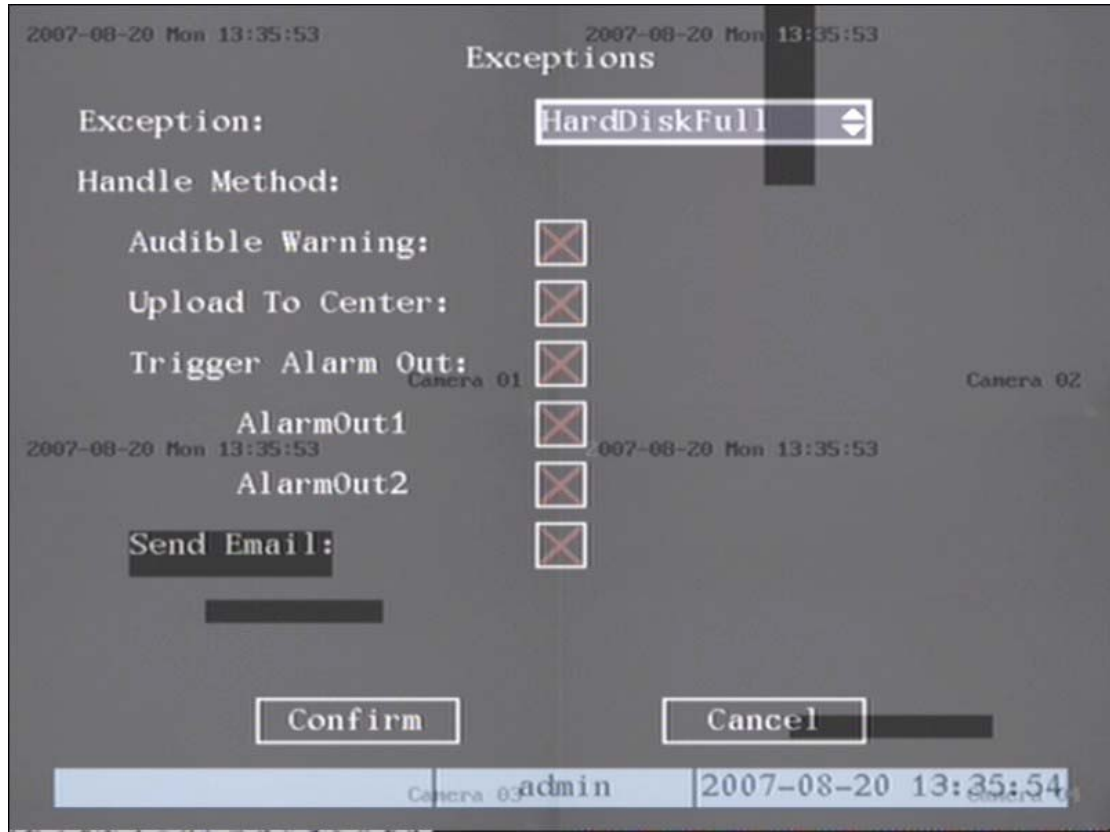 2007-08-20 Mon 13:35:53 2007-08-20 Mon 13:35:53
Exceptions
Exception: HardDiskFull
Handle Method:
Audible Warning:
Upload To Center:
Trigger Alarm Out:
Camera 01 Camera 02
AlarmOut1
2007-08-20 Mon 13:35:53 2007-08-20 Mon 13:35:53
AlarmOut2
Send Email:
Confirm Cancel
admin 2007-08-20 13:35:54
Camera 03 Camera 04